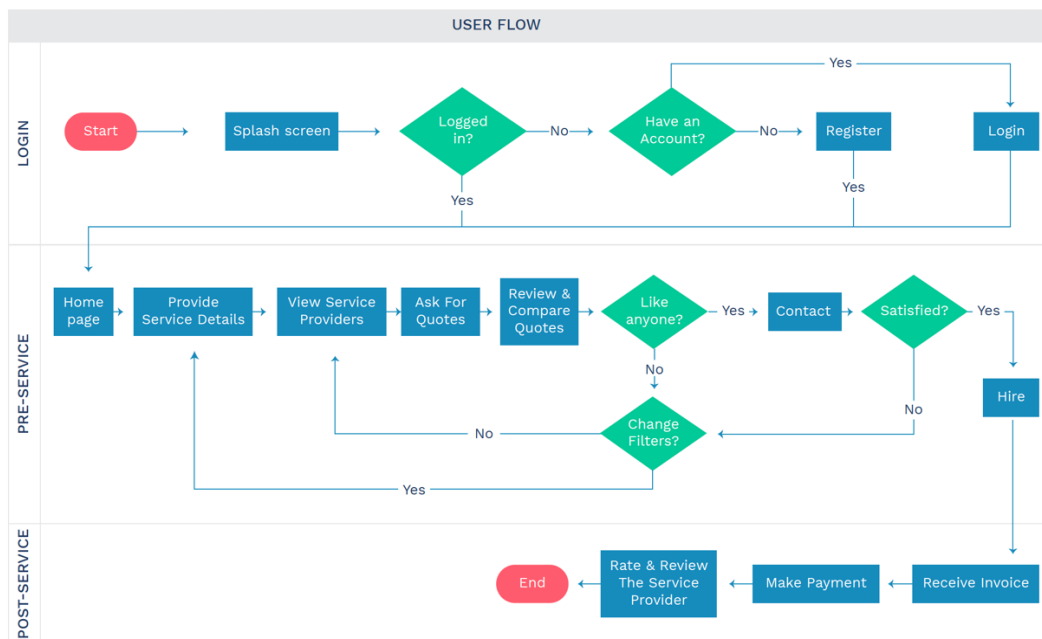 USER FLOW
LOGIN
Yes
Start
Splash screen
Logged
in?
No
Have an
Account?
No
Register
Login
Yes
Yes
PRE-SERVICE
Home
page
Provide
Service Details
View Service
Providers
Ask For
Quotes
Review &
Compare
Quotes
Like
anyone?
Yes
Contact
Satisfied?
Yes
No
Hire
No
Change
Filters?
No
Yes
POST-SERVICE
End
Rate & Review
The Service
Provider
Make Payment
Receive Invoice